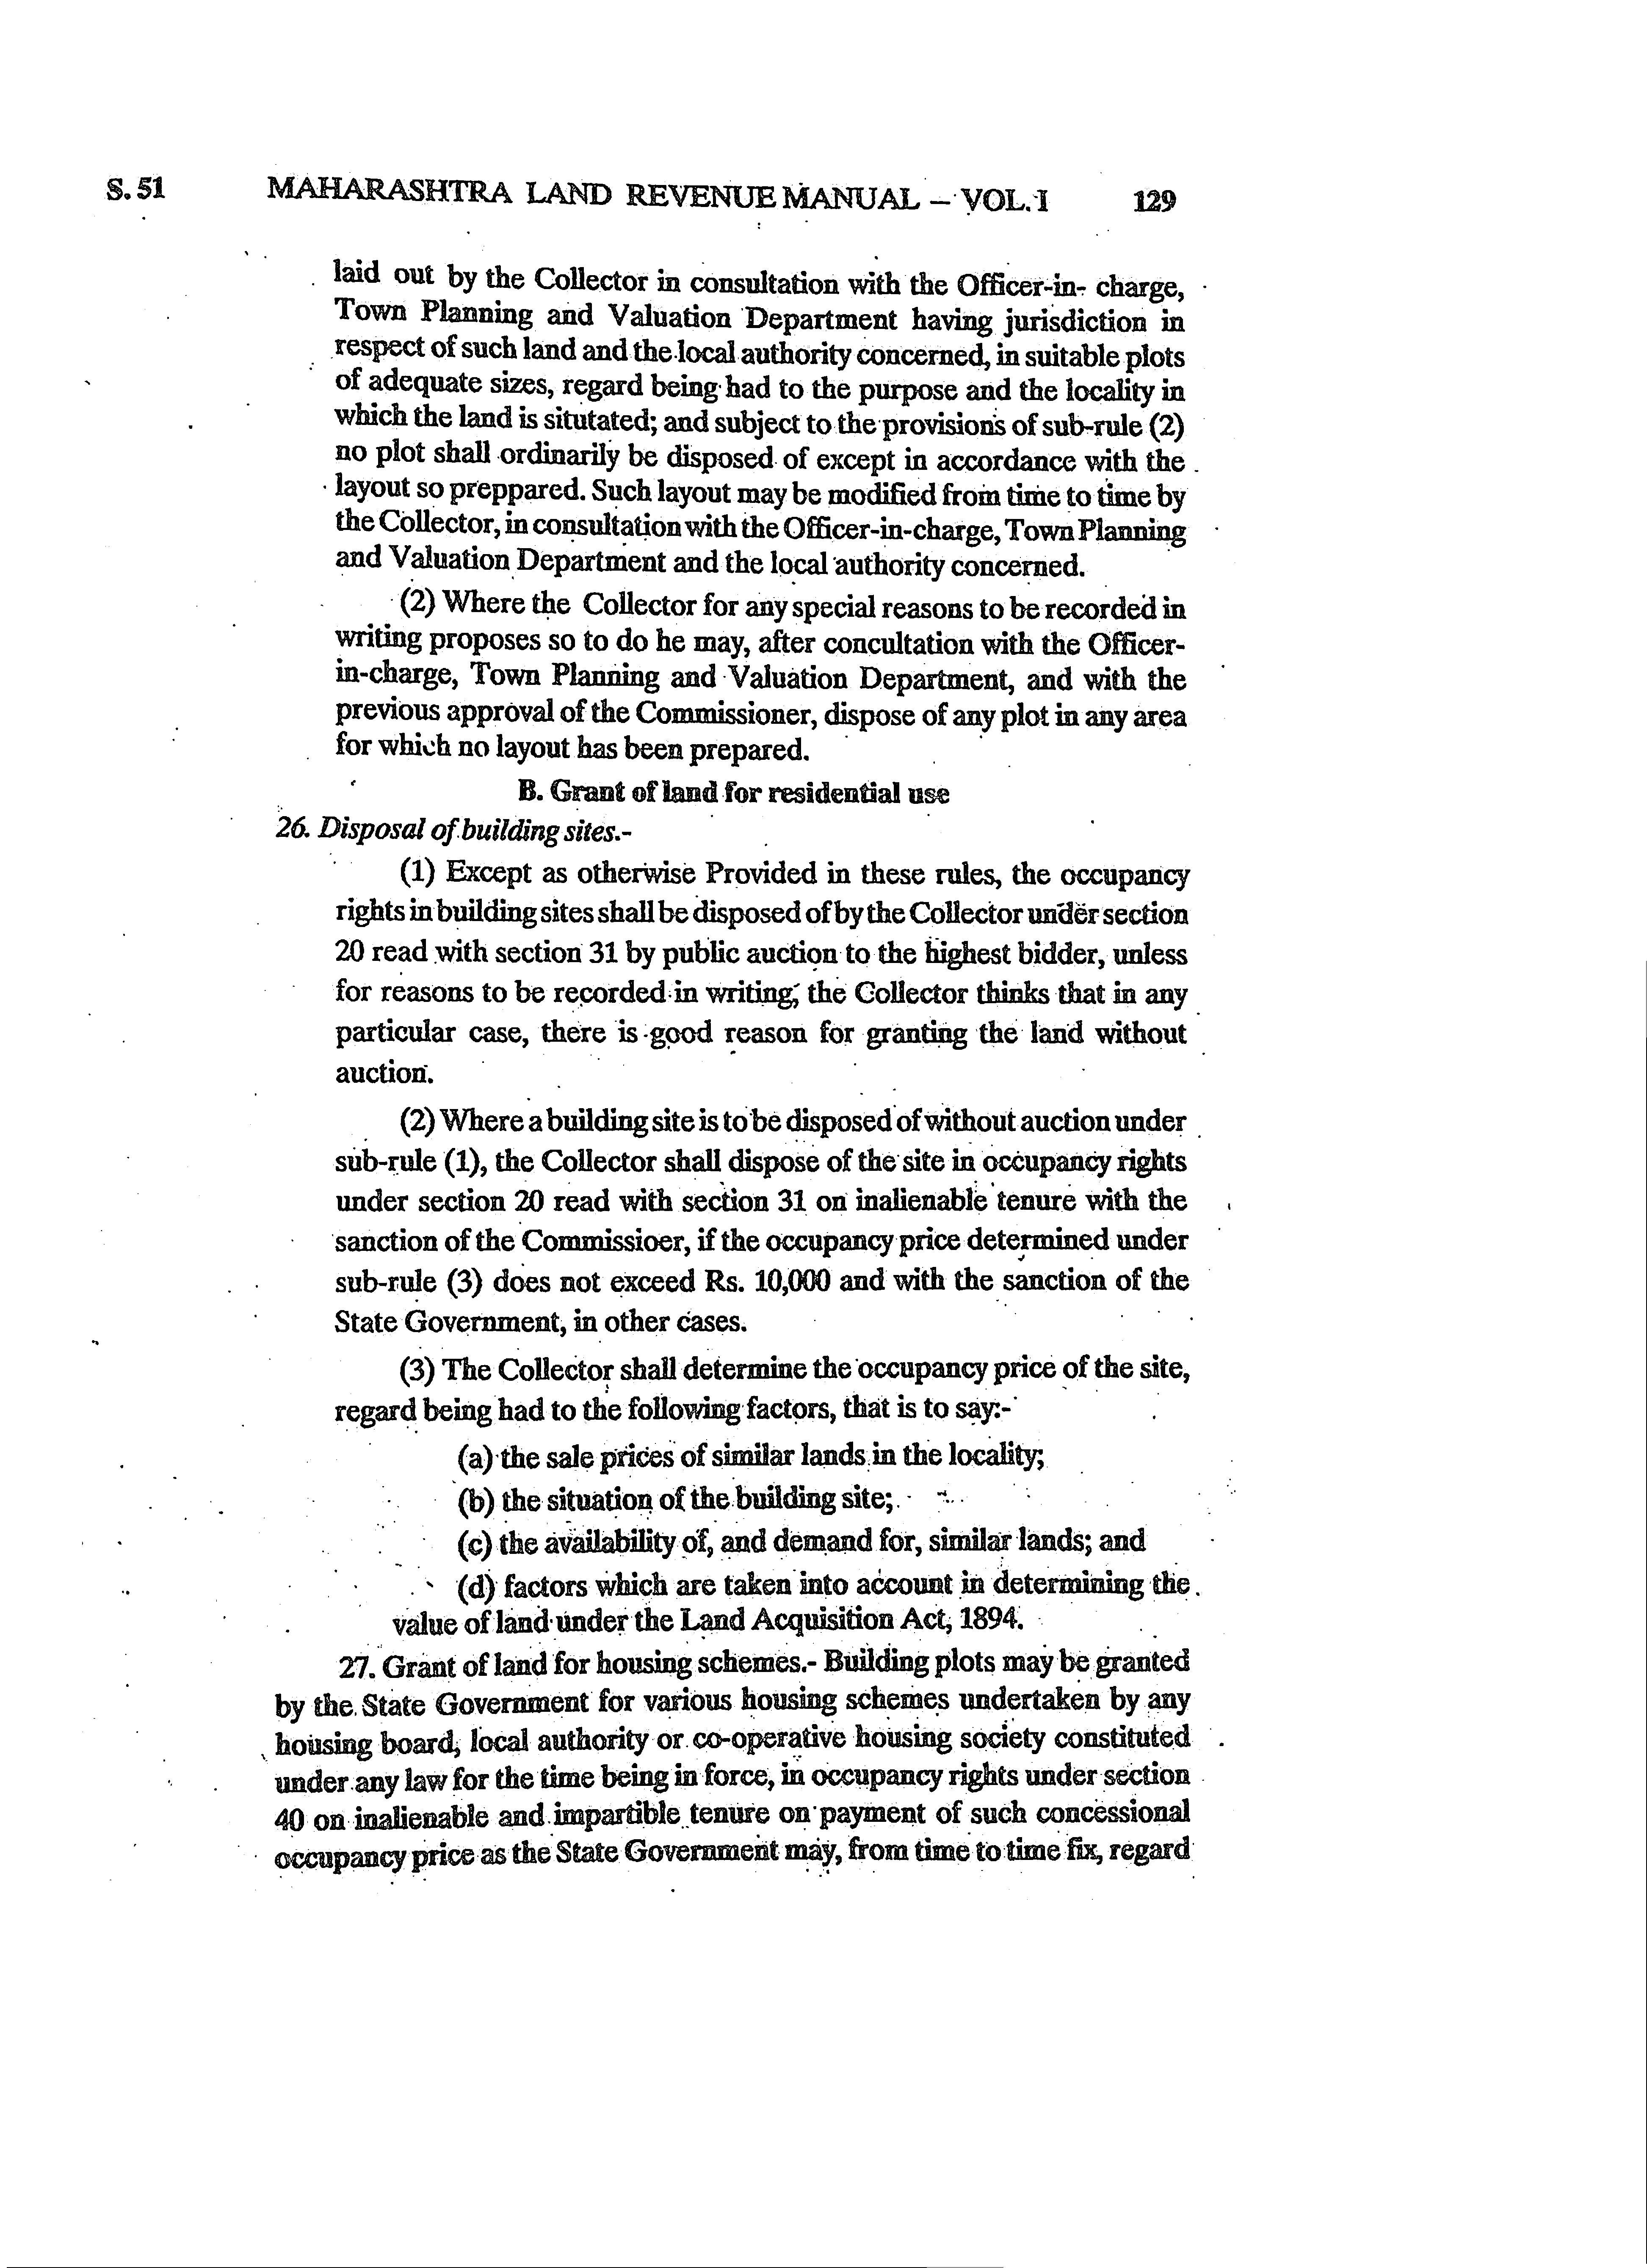 S. 51 MAHARASHTRA LAND REVENUE MANUAL – VOL. I 129
laid out by the Collector in consultation with the Officer-in- charge,
Town Planning and Valuation Department having jurisdiction in
respect of such land and the local authority concerned, in suitable plots
of adequate sizes, regard being had to the purpose and the locality in
which the land is situtated; and subject to the provisions of sub-rule (2)
no plot shall ordinarily be disposed of except in accordance with the
layout so preppared. Such layout may be modified from time to time by
the Collector, in consultation with the Officer-in-charge, Town Planning
and Valuation Department and the local authority concerned.
(2) Where the Collector for any special reasons to be recorded in
writing proposes so to do he may, after concultation with the Officer-
in-charge, Town Planning and Valuation Department, and with the
previous approval of the Commissioner, dispose of any plot in any area
for which no layout has been prepared.
B. Grant of land for residential use
26. Disposal of building sites.-
(1) Except as otherwise Provided in these rules, the occupancy
rights in building sites shall be disposed of by the Collector under section
20 read with section 31 by public auction to the highest bidder, unless
for reasons to be recorded in writing, the Collector thinks that in any
particular case, there is good reason for granting the land without
auction.
(2) Where a building site is to be disposed of without auction under
sub-rule (1), the Collector shall dispose of the site in occupancy rights
under section 20 read with section 31 on inalienable tenure with the
sanction of the Commissioer, if the occupancy price determined under
sub-rule (3) does not exceed Rs. 10,000 and with the sanction of the
State Government, in other cases.
(3) The Collector shall determine the occupancy price of the site,
regard being had to the following factors, that is to say:-
(a) the sale prices of similar lands in the locality;
(b) the situation of the building site;
(c) the availability of, and demand for, similar lands; and
(d) factors which are taken into account in determining the
value of land under the Land Acquisition Act, 1894.
27. Grant of land for housing schemes.- Building plots may be granted
by the State Government for various housing schemes undertaken by any
housing board, local authority or co-operative housing society constituted
under any law for the time being in force, in occupancy rights under section
40 on inalienable and impartible tenure on payment of such concessional
occupancy price as the State Government may, from time to time fix, regard